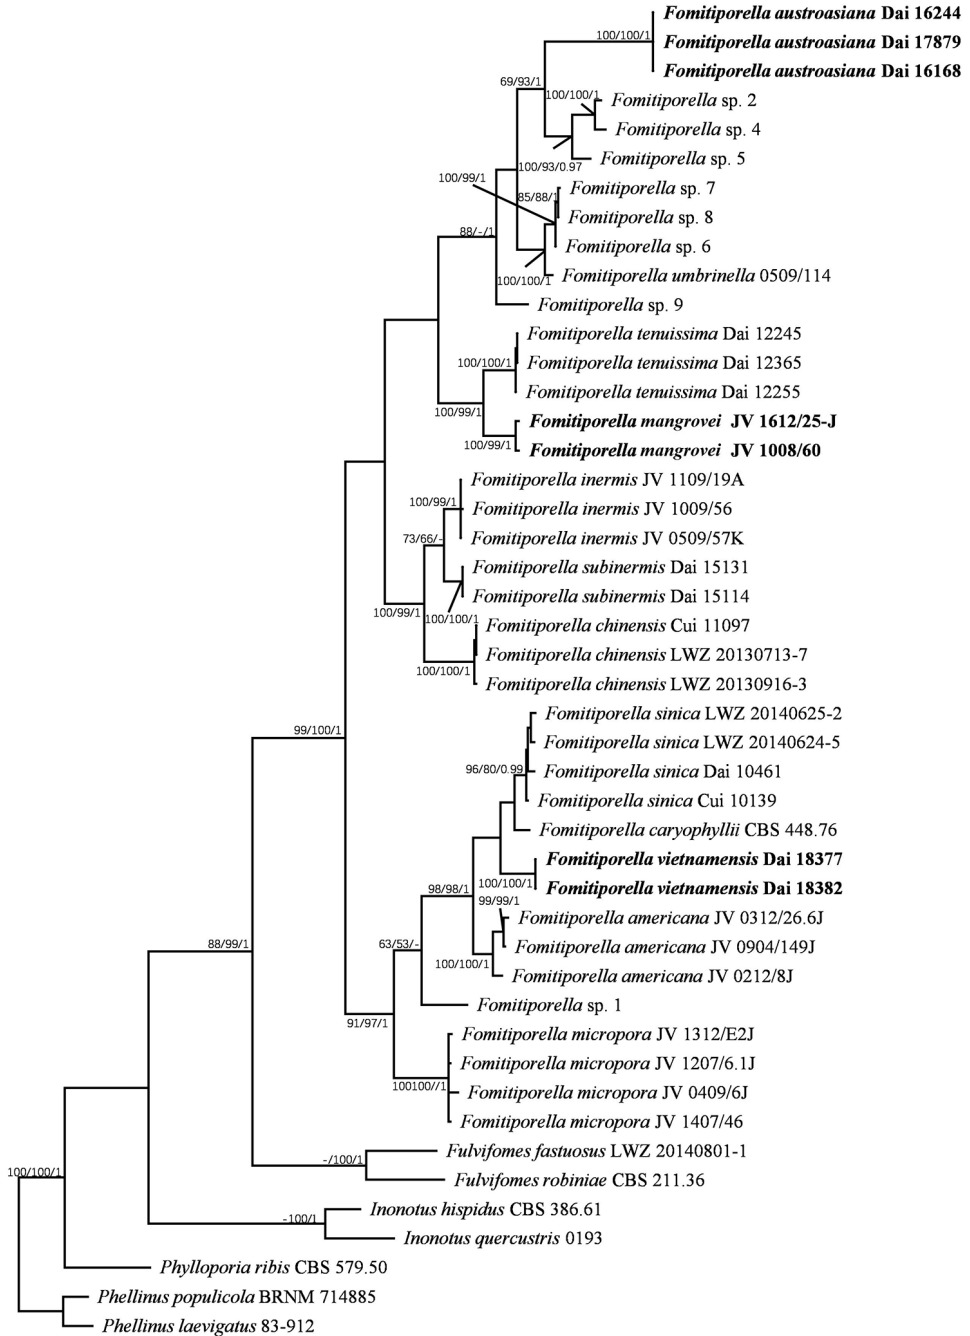 Fomitiporella austroasiana Dai 16244
100/100/1
Fomitiporella austroasiana Dai 17879
Fomitiporella austroasiana Dai 16168
69/93/1
100/100/1
Fomitiporella sp. 2
Fomitiporella sp. 4
Fomitiporella sp. 5
100/93/0.97
100/99/1
85/88/1
Fomitiporella sp. 7
Fomitiporella sp. 8
88/-/1
Fomitiporella sp. 6
100/100/1
Fomitiporella umbrinella 0509/114
Fomitiporella sp. 9
Fomitiporella tenuissima Dai 12245
100/100/1
Fomitiporella tenuissima Dai 12365
Fomitiporella tenuissima Dai 12255
100/99/1
Fomitiporella mangrovei JV 1612/25-J
100/99/1
Fomitiporella mangrovei JV 1008/60
Fomitiporella inermis JV 1109/19A
100/99/1
Fomitiporella inermis JV 1009/56
73/66/-
Fomitiporella inermis JV 0509/57K
Fomitiporella subinermis Dai 15131
Fomitiporella subinermis Dai 15114
100/99/1
100/100/1
Fomitiporella chinensis Cui 11097
Fomitiporella chinensis LWZ 20130713-7
100/100/1
Fomitiporella chinensis LWZ 20130916-3
Fomitiporella sinica LWZ 20140625-2
99/100/1
Fomitiporella sinica LWZ 20140624-5
96/80/0.99
Fomitiporella sinica Dai 10461
Fomitiporella sinica Cui 10139
Fomitiporella caryophyllii CBS 448.76
Fomitiporella vietnamensis Dai 18377
100/100/1
98/98/1
Fomitiporella vietnamensis Dai 18382
99/99/1
Fomitiporella americana JV 0312/26.6J
63/53/-
Fomitiporella americana JV 0904/149J
100/100/1
Fomitiporella americana JV 0212/8J
88/99/1
Fomitiporella sp. 1
91/97/1
Fomitiporella micropora JV 1312/E2J
Fomitiporella micropora JV 1207/6.1J
100100//1
Fomitiporella micropora JV 0409/6J
Fomitiporella micropora JV 1407/46
Fulvifomes fastuosus LWZ 20140801-1
-/100/1
Fulvifomes robiniae CBS 211.36
100/100/1
Inonotus hispidus CBS 386.61
-100/1
Inonotus quercustris 0193
Phylloporia ribis CBS 579.50
Phellinus populicola BRNM 714885
Phellinus laevigatus 83-912